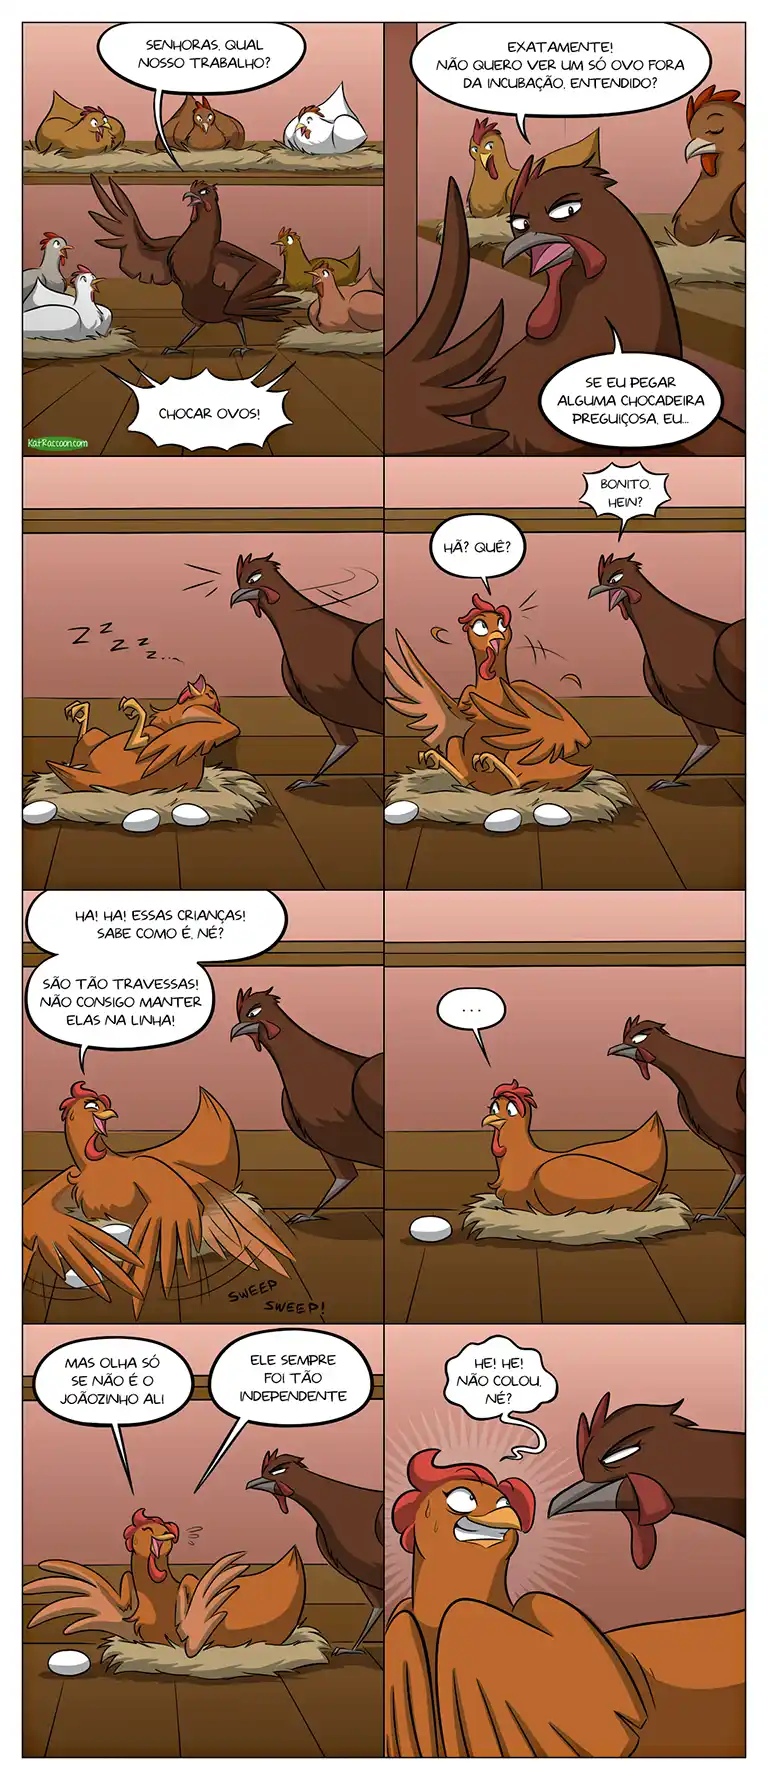 SENHORAS, QUAL
NOSSO TRABALHO?
CHOCAR OVOS!
KatRaccoon.com
EXATAMENTE!
NÃO QUERO VER UM SÓ OVO FORA
DA INCUBAÇÃO, ENTENDIDO?
SE EU PEGAR
ALGUMA CHOCADEIRA
PREGUIÇOSA, EU...
Z Z Z Z Z...
HÃ? QUÊ?
BONITO,
HEIN?
HA! HA! ESSAS CRIANÇAS!
SABE COMO É, NÉ?
SÃO TÃO TRAVESSAS!
NÃO CONSIGO MANTER
ELAS NA LINHA!
SWEEP
SWEEP!
...
MAS OLHA SÓ
SE NÃO É O
JOÃOZINHO ALI
ELE SEMPRE
FOI TÃO
INDEPENDENTE
HE! HE!
NÃO COLOU,
NÉ?